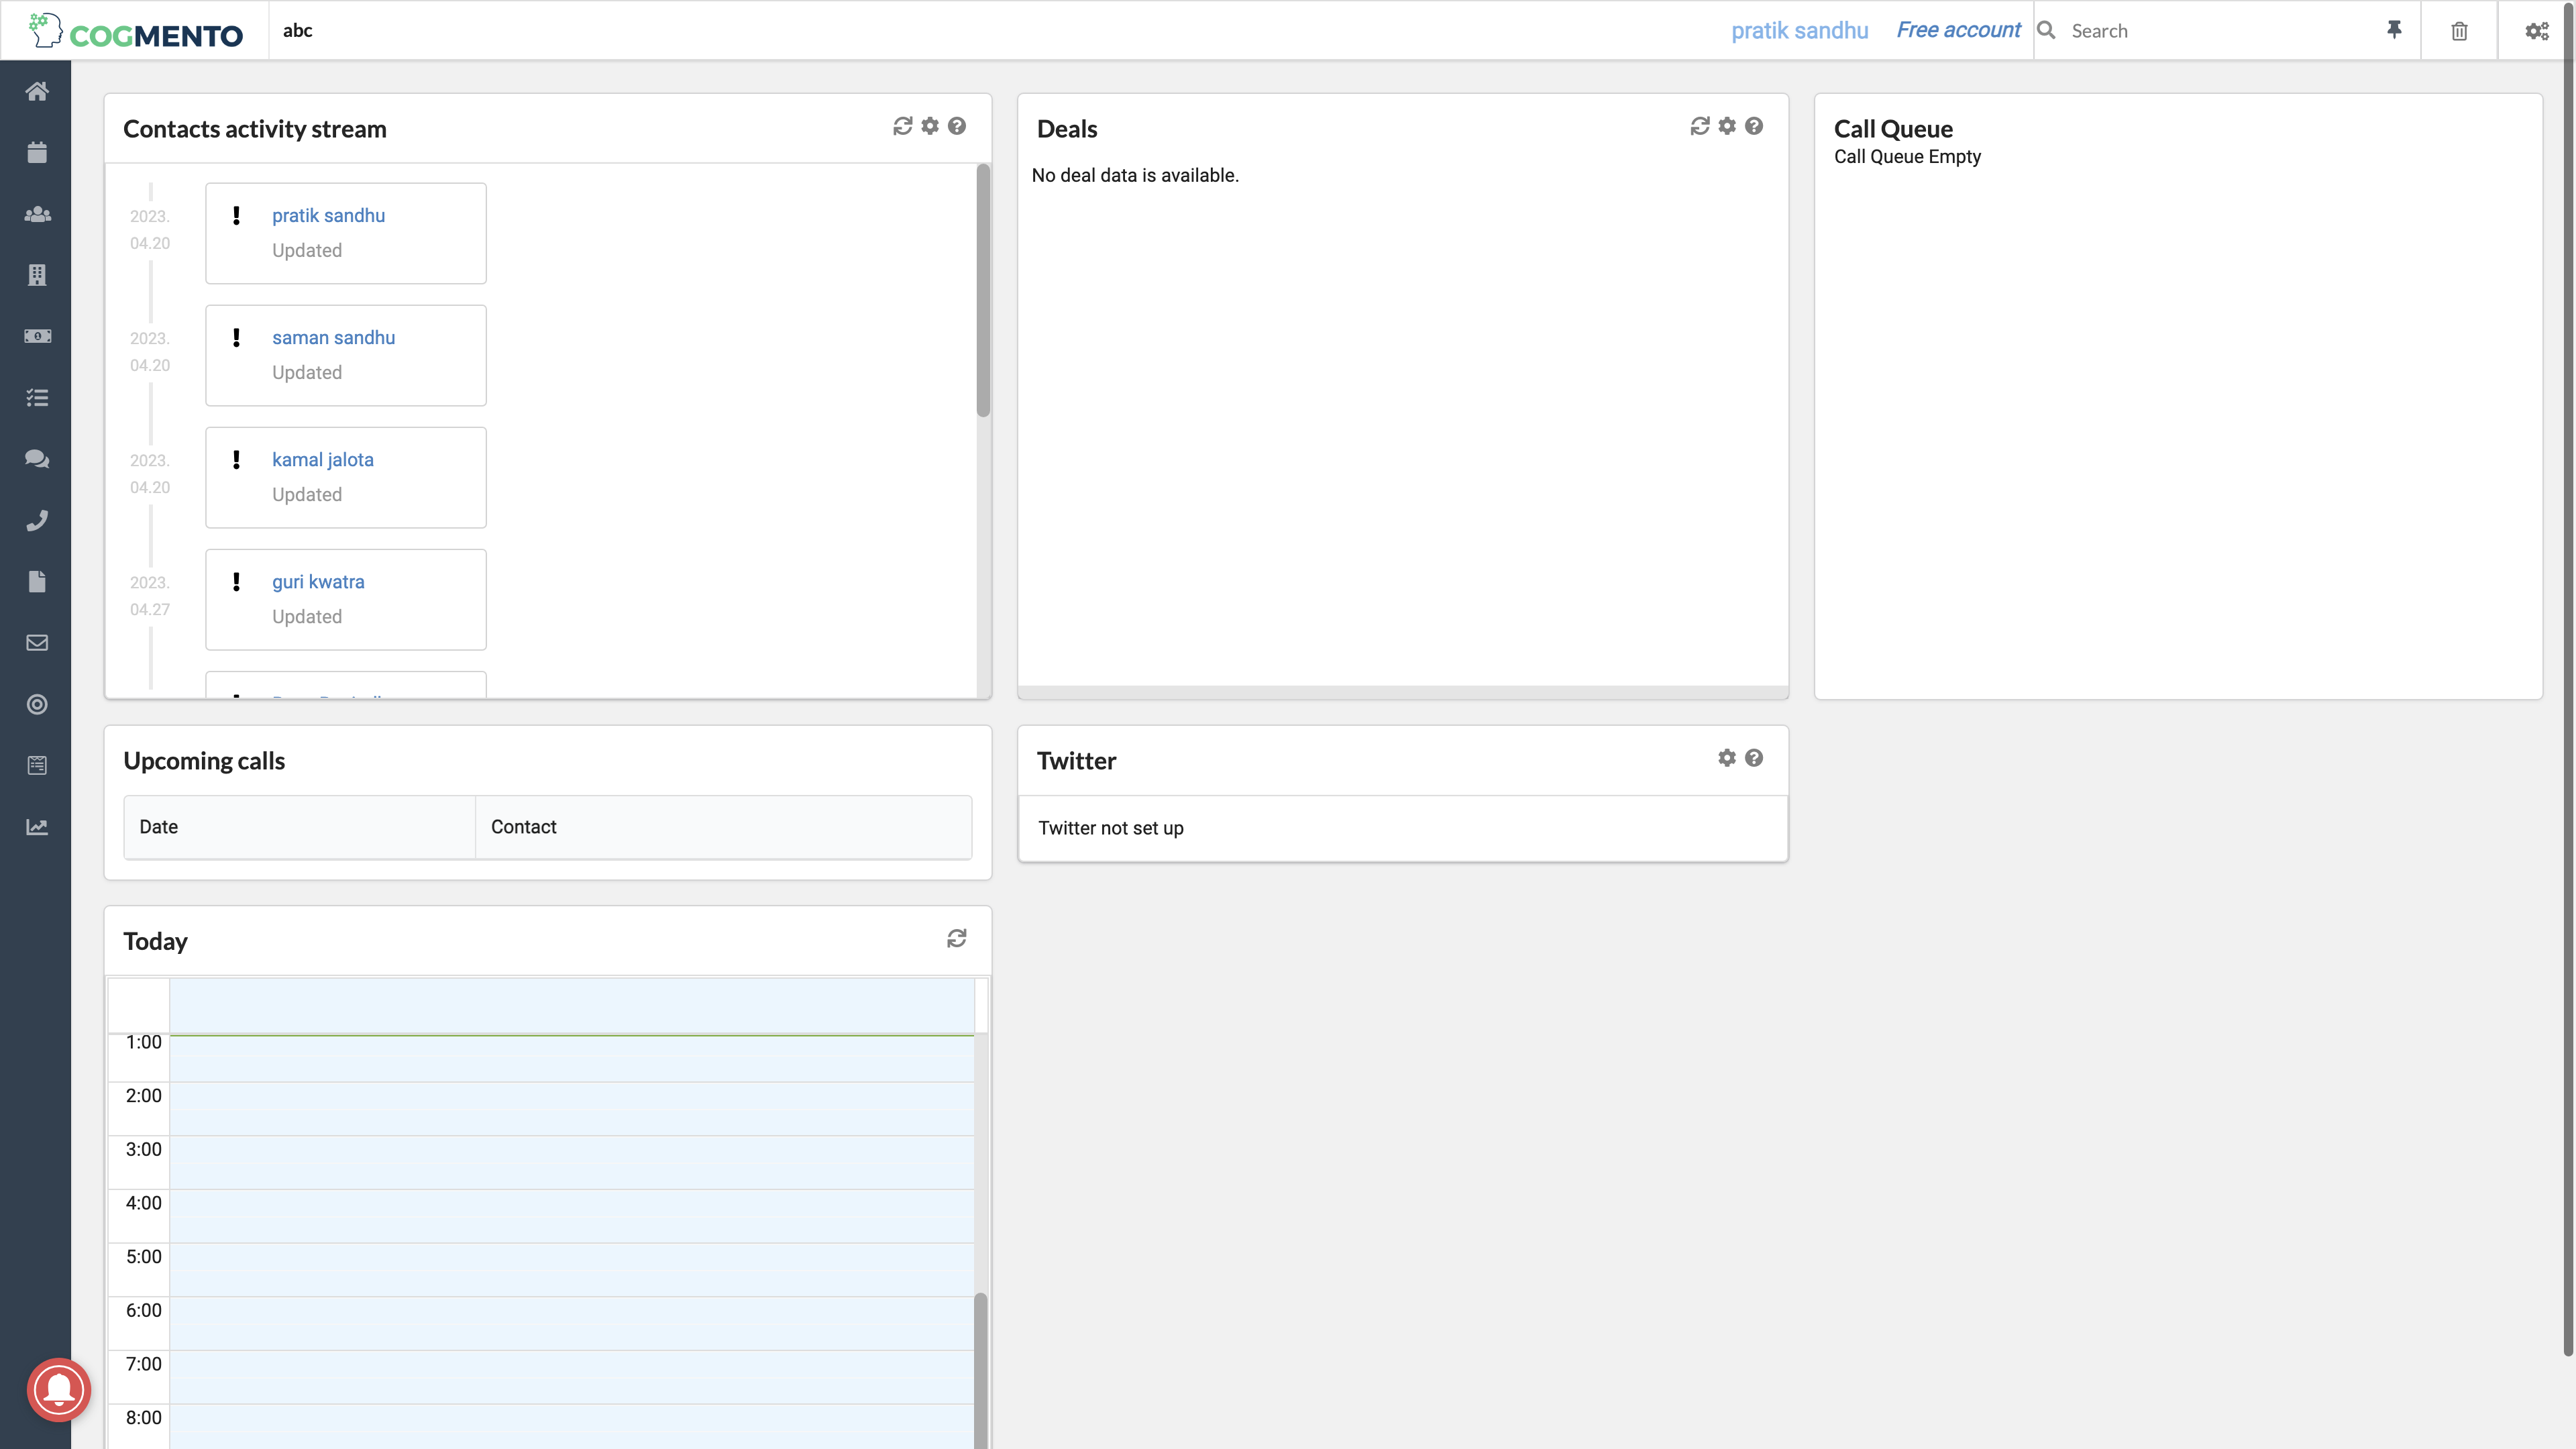 COGMENTO
abc
pratik sandhu
Free account
Search
Contacts activity stream
2023.
04.20
pratik sandhu
Updated
2023.
04.20
saman sandhu
Updated
2023.
04.20
kamal jalota
Updated
2023.
04.27
guri kwatra
Updated
Deals
No deal data is available.
Call Queue
Call Queue Empty
Upcoming calls
Date
Contact
Twitter
Twitter not set up
Today
1:00
2:00
3:00
4:00
5:00
6:00
7:00
8:00